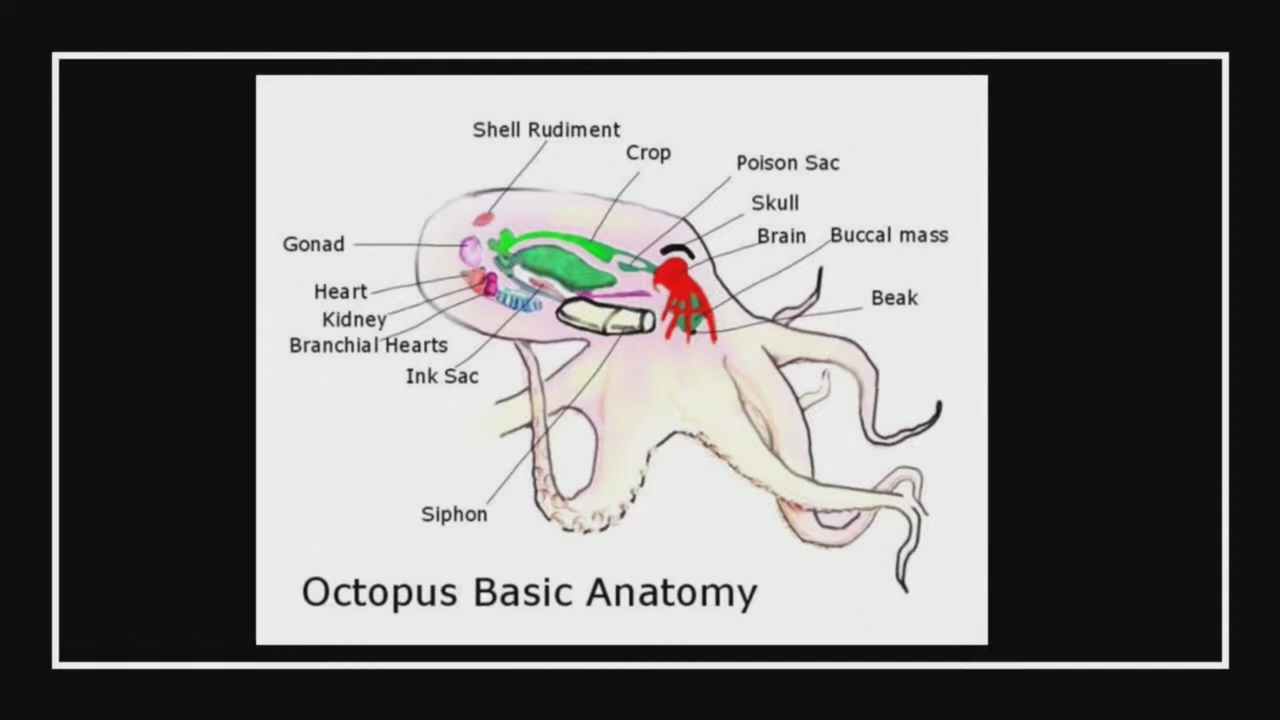 Shell Rudiment
Crop
Poison Sac
Skull
Brain
Buccal mass
Gonad
Heart
Beak
Kidney
Branchial Hearts
Ink Sac
Siphon
Octopus Basic Anatomy